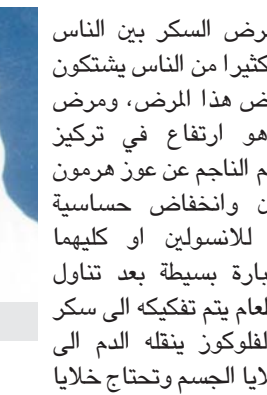 رض السكر بين الناس
كثيرا من الناس يشتكون
ض هذا المرض، ومرض
هو ارتفاع في تركيز
م الناجم عن عوز هرمون
ن وانخفاض حساسية
للانسولين او كليهما
بارة بسيطة بعد تناول
لعام يتم تفكيكه الى سكر
لفلوكوز ينقله الدم الى
لايا الجسم وتحتاج خلايا